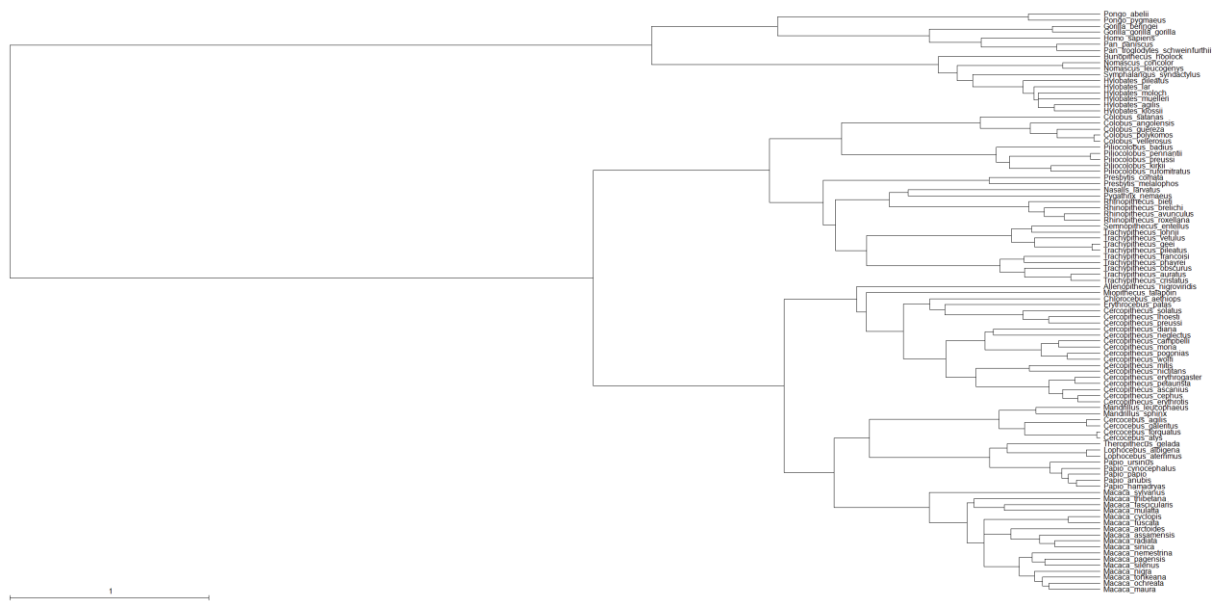 Pongo_abelii
Pongo_pygmaeus
Gorilla_beringei
Gorilla_gorilla_gorilla
Homo_sapiens
Pan_paniscus
Pan_troglodytes_schweinfurthii
Bunopithecus_hoolock
Nomascus_concolor
Nomascus_leucogenys
Symphalangus_syndactylus
Hylobates_pileatus
Hylobates_lar
Hylobates_moloch
Hylobates_muelleri
Hylobates_agilis
Hylobates_klossii
Colobus_satanas
Colobus_angolensis
Colobus_guereza
Colobus_polykomos
Colobus_vellerosus
Piliocolobus_badius
Piliocolobus_pennantii
Piliocolobus_preussi
Piliocolobus_kirkii
Piliocolobus_rufomitratus
Presbytis_comata
Presbytis_melalophos
Nasalis_larvatus
Pygathrix_nemaeus
Rhinopithecus_bieti
Rhinopithecus_brelichi
Rhinopithecus_avunculus
Rhinopithecus_roxellana
Semnopithecus_entellus
Trachypithecus_johnii
Trachypithecus_vetulus
Trachypithecus_geei
Trachypithecus_pileatus
Trachypithecus_francoisi
Trachypithecus_phayrei
Trachypithecus_obscurus
Trachypithecus_auratus
Trachypithecus_cristatus
Allenopithecus_nigroviridis
Miopithecus_talapoin
Chlorocebus_aethiops
Erythrocebus_patas
Cercopithecus_solatus
Cercopithecus_lhoesti
Cercopithecus_preussi
Cercopithecus_diana
Cercopithecus_neglectus
Cercopithecus_campbelli
Cercopithecus_mona
Cercopithecus_pogonias
Cercopithecus_wolfi
Cercopithecus_mitis
Cercopithecus_nictitans
Cercopithecus_erythrogaster
Cercopithecus_petaurista
Cercopithecus_ascanius
Cercopithecus_cephus
Cercopithecus_erythrotis
Mandrillus_leucophaeus
Mandrillus_sphinx
Cercocebus_agilis
Cercocebus_galeritus
Cercocebus_torquatus
Cercocebus_atys
Theropithecus_gelada
Lophocebus_albigena
Lophocebus_aterrimus
Papio_ursinus
Papio_cynocephalus
Papio_papio
Papio_anubis
Papio_hamadryas
Macaca_sylvanus
Macaca_thibetana
Macaca_fascicularis
Macaca_mulatta
Macaca_cyclopis
Macaca_fuscata
Macaca_arctoides
Macaca_assamensis
Macaca_radiata
Macaca_sinica
Macaca_nemestrina
Macaca_pagensis
Macaca_silenus
Macaca_nigra
Macaca_tonkeana
Macaca_ochreata
Macaca_maura
1